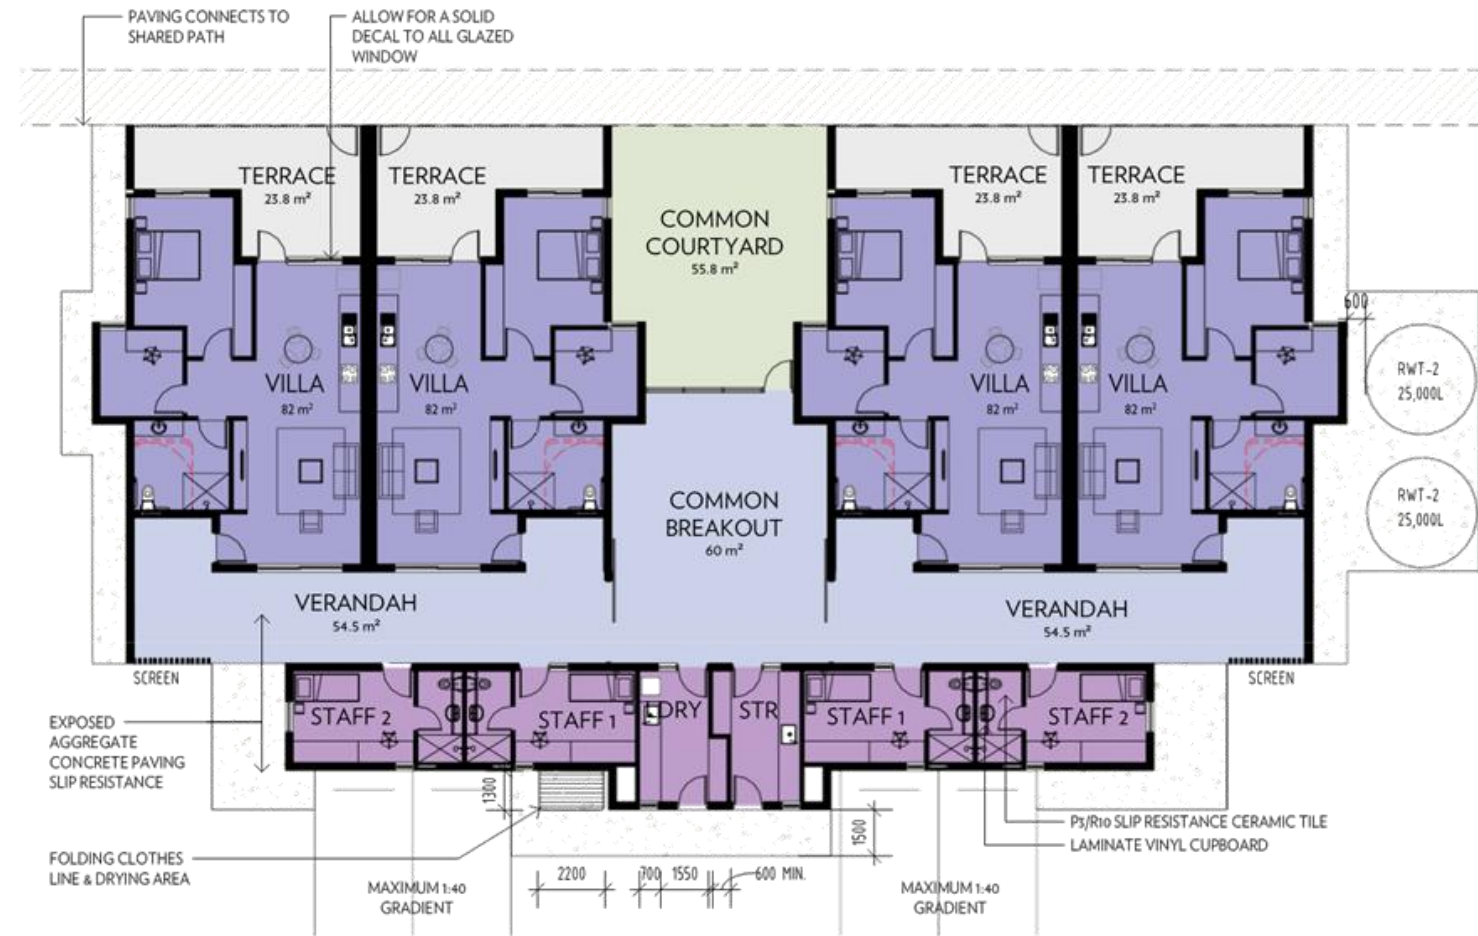 PAVING CONNECTS TO
SHARED PATH
ALLOW FOR A SOLID
DECAL TO ALL GLAZED
WINDOW
TERRACE
23.8 m²
TERRACE
23.8 m²
COMMON
COURTYARD
55.8 m²
TERRACE
23.8 m²
TERRACE
23.8 m²
600
RWT-2
25,000L
VILLA
82 m²
VILLA
82 m²
VILLA
82 m²
VILLA
82 m²
RWT-2
25,000L
COMMON
BREAKOUT
60 m²
VERANDAH
54.5 m²
VERANDAH
54.5 m²
SCREEN
SCREEN
STAFF 2
STAFF 1
DRY
STR
STAFF 1
STAFF 2
EXPOSED
AGGREGATE
CONCRETE PAVING
SLIP RESISTANCE
1300
1500
P3/R10 SLIP RESISTANCE CERAMIC TILE
LAMINATE VINYL CUPBOARD
FOLDING CLOTHES
LINE & DRYING AREA
2200
700
1550
600 MIN.
MAXIMUM 1:40
GRADIENT
MAXIMUM 1:40
GRADIENT